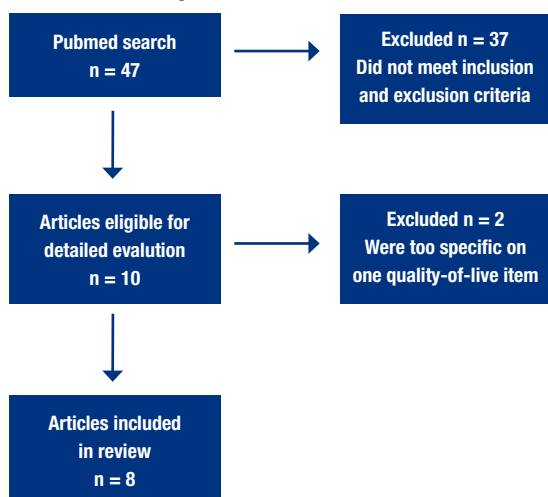 Pubmed search
n = 47
Excluded n = 37
Did not meet inclusion
and exclusion criteria
Articles eligible for
detailed evalution
n = 10
Excluded n = 2
Were too specific on
one quality-of-live item
Articles included
in review
n = 8